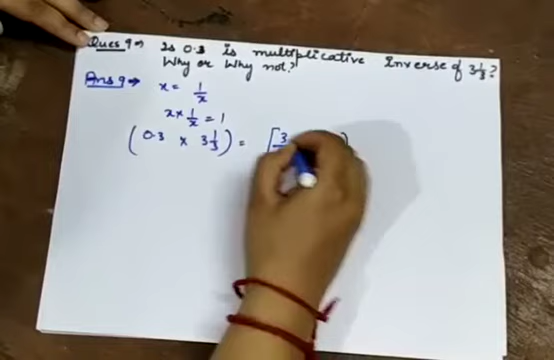 Ques 9⇒ Is 0.3 is multiplicative inverse of 3 1/3?
Why or Why not?
Ans 9⇒ x = 1/x
x × 1/x = 1
(0.3 × 3 1/3) = [3